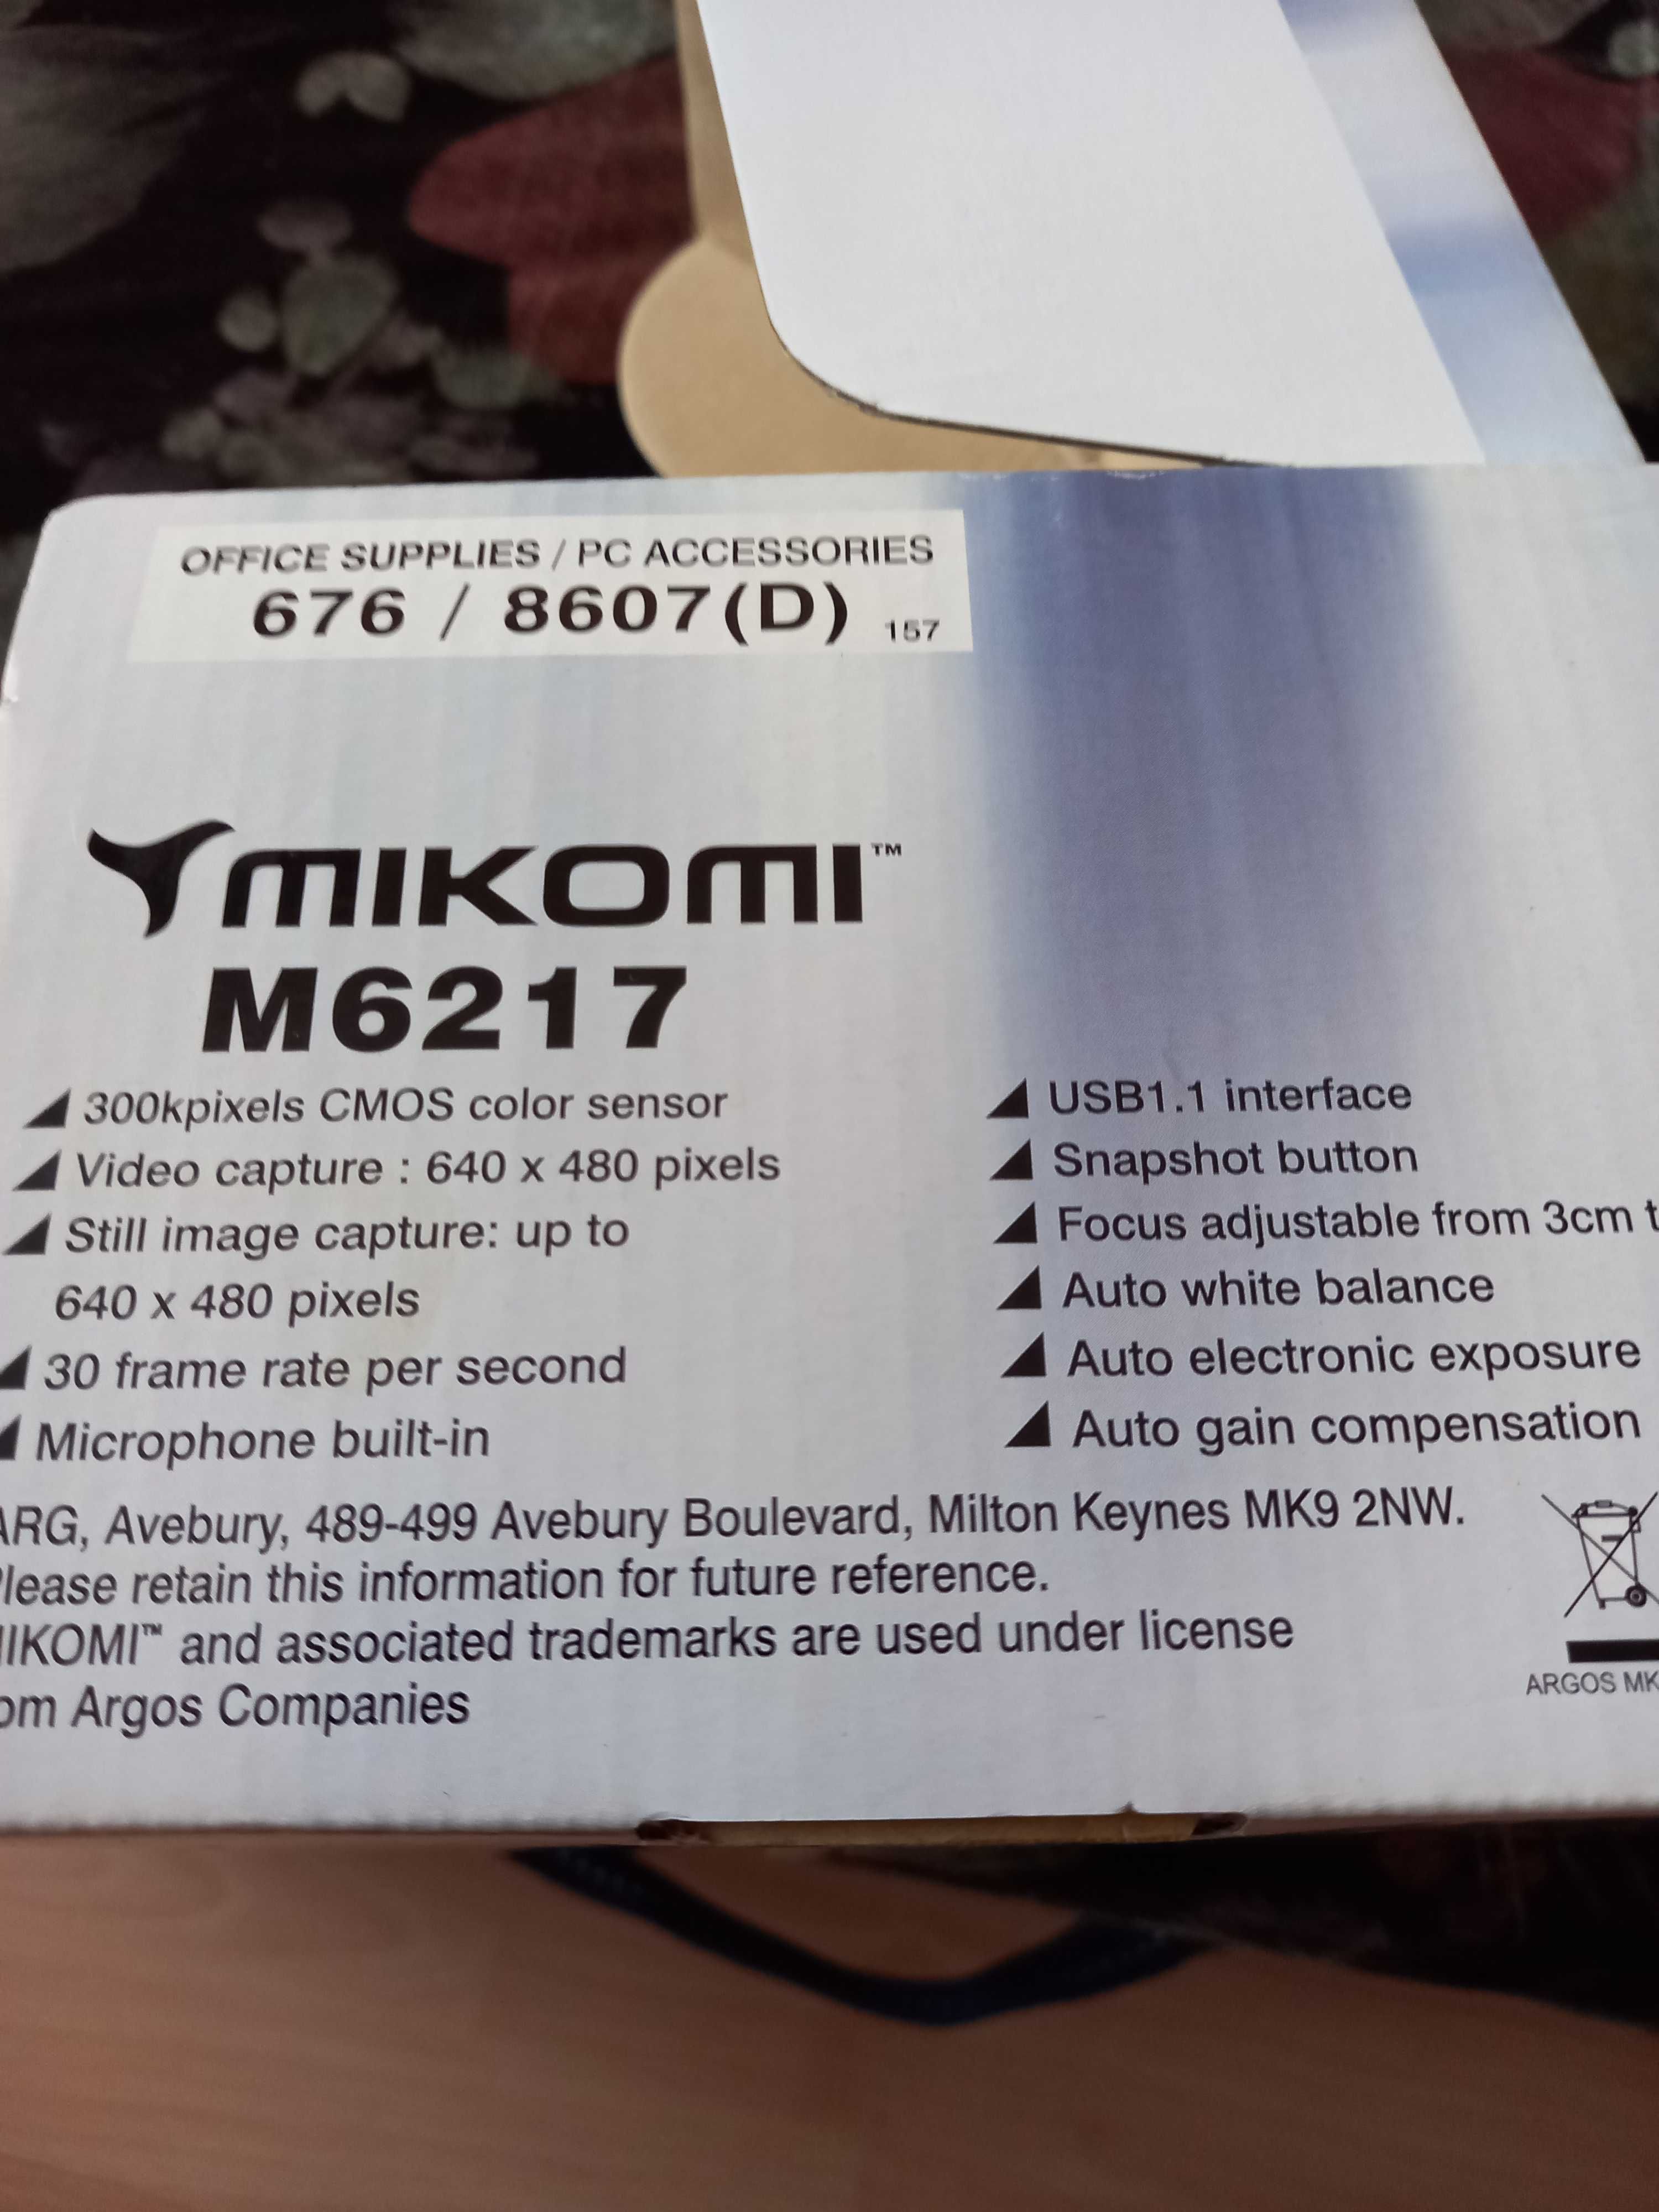 OFFICE SUPPLIES / PC ACCESSORIES
676 / 8607(D) 157
MIKOMI™
M6217
300kpixels CMOS color sensor
Video capture : 640 x 480 pixels
Still image capture: up to
640 x 480 pixels
30 frame rate per second
Microphone built-in
USB1.1 interface
Snapshot button
Focus adjustable from 3cm
Auto white balance
Auto electronic exposure
Auto gain compensation
ARG, Avebury, 489-499 Avebury Boulevard, Milton Keynes MK9 2NW.
lease retain this information for future reference.
IKOMI™ and associated trademarks are used under license
om Argos Companies
ARGOS MK